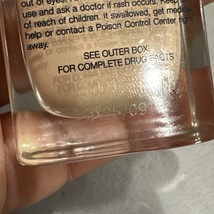 out of eyes.
use and ask a doctor if rash occurs. Keep
of reach of children. If swallowed, get medic
help or contact a Poison Control Center right
away.
SEE OUTER BOX
FOR COMPLETE DRUG FACTS